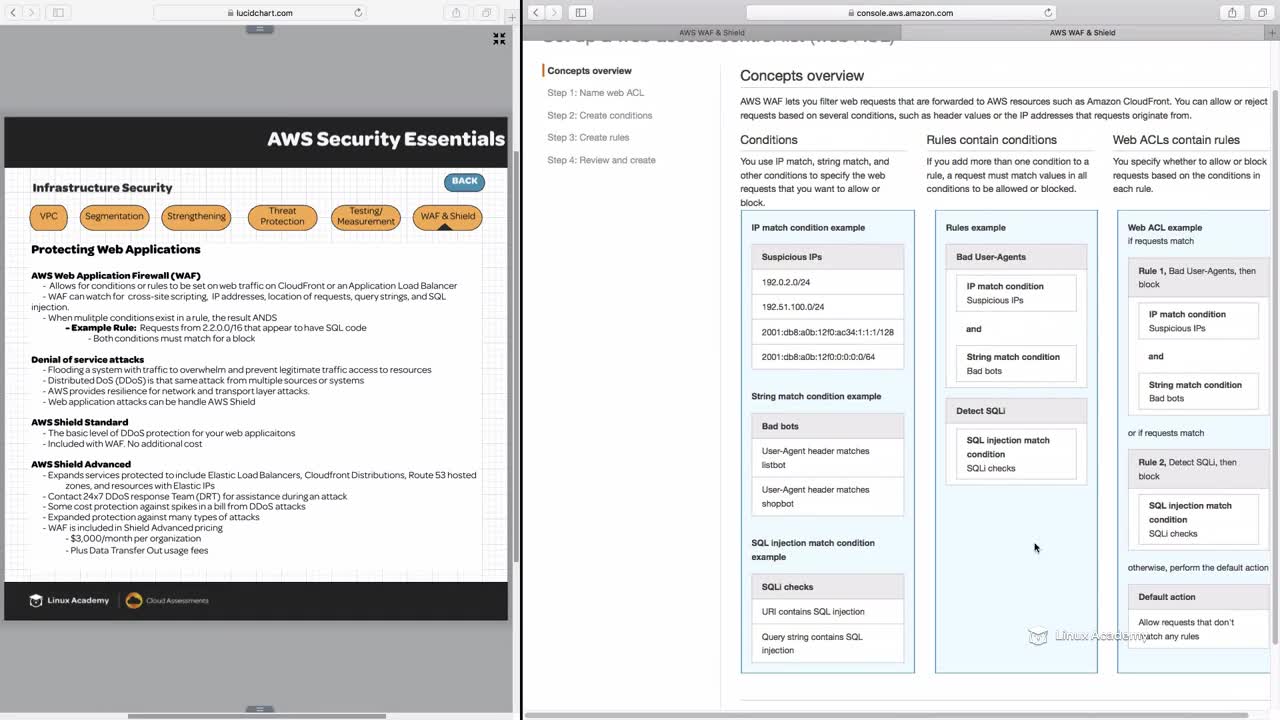 lucidchart.com
AWS Security Essentials
Infrastructure Security
BACK
VPC
Segmentation
Strengthening
Threat
Protection
Testing/
Measurement
WAF & Shield
Protecting Web Applications
AWS Web Application Firewall (WAF)
- Allows for conditions or rules to be set on web traffic on CloudFront or an Application Load Balancer
- WAF can watch for cross-site scripting, IP addresses, location of requests, query strings, and SQL
injection.
- When mulitple conditions exist in a rule, the result ANDS
- Example Rule: Requests from 2.2.0.0/16 that appear to have SQL code
- Both conditions must match for a block
Denial of service attacks
- Flooding a system with traffic to overwhelm and prevent legitimate traffic access to resources
- Distributed DoS (DDoS) is that same attack from multiple sources or systems
- AWS provides resilience for network and transport layer attacks.
- Web application attacks can be handle AWS Shield
AWS Shield Standard
- The basic level of DDoS protection for your web applicaitons
- Included with WAF. No additional cost
AWS Shield Advanced
- Expands services protected to include Elastic Load Balancers, Cloudfront Distributions, Route 53 hosted
zones, and resources with Elastic IPs
- Contact 24x7 DDoS response Team (DRT) for assistance during an attack
- Some cost protection against spikes in a bill from DDoS attacks
- Expanded protection against many types of attacks
- WAF is included in Shield Advanced pricing
- $3,000/month per organization
- Plus Data Transfer Out usage fees
Linux Academy
Cloud Assessments
console.aws.amazon.com
AWS WAF & Shield
AWS WAF & Shield
Set up a web access control list (web ACL)
Concepts overview
Step 1: Name web ACL
Step 2: Create conditions
Step 3: Create rules
Step 4: Review and create
Concepts overview
AWS WAF lets you filter web requests that are forwarded to AWS resources such as Amazon CloudFront. You can allow or reject
requests based on several conditions, such as header values or the IP addresses that requests originate from.
Conditions
You use IP match, string match, and
other conditions to specify the web
requests that you want to allow or
block.
IP match condition example
Suspicious IPs
192.0.2.0/24
192.51.100.0/24
2001:db8:a0b:12f0:ac34:1:1:1/128
2001:db8:a0b:12f0:0:0:0:0/64
String match condition example
Bad bots
User-Agent header matches
listbot
User-Agent header matches
shopbot
SQL injection match condition
example
SQLi checks
URI contains SQL injection
Query string contains SQL
injection
Rules contain conditions
If you add more than one condition to a
rule, a request must match values in all
conditions to be allowed or blocked.
Rules example
Bad User-Agents
IP match condition
Suspicious IPs
and
String match condition
Bad bots
Detect SQLi
SQL injection match
condition
SQLi checks
Web ACLs contain rules
You specify whether to allow or block
requests based on the conditions in
each rule.
Web ACL example
if requests match
Rule 1, Bad User-Agents, then
block
IP match condition
Suspicious IPs
and
String match condition
Bad bots
or if requests match
Rule 2, Detect SQLi, then
block
SQL injection match
condition
SQLi checks
otherwise, perform the default action
Default action
Allow requests that don't
match any rules
Linux Academy